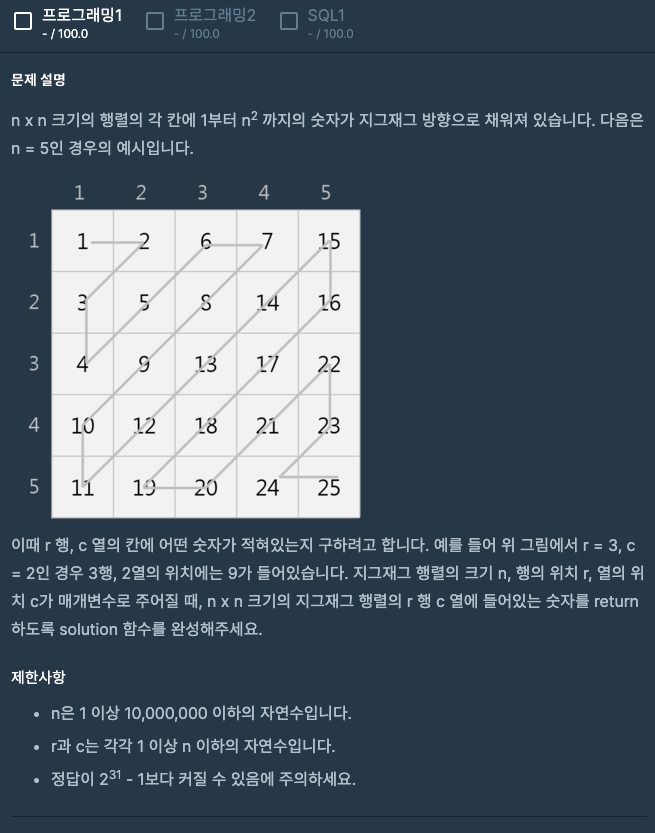 프로그래밍1 프로그래밍2 SQL1
- / 100.0 - / 100.0 - / 100.0
문제 설명
n x n 크기의 행렬의 각 칸에 1부터 n² 까지의 숫자가 지그재그 방향으로 채워져 있습니다. 다음은
n = 5인 경우의 예시입니다.
1 2 3 4 5
1 1 2 6 7 15
2 3 5 8 14 16
3 4 9 13 17 22
4 10 12 18 21 23
5 11 19 20 24 25
이때 r 행, c 열의 칸에 어떤 숫자가 적혀있는지 구하려고 합니다. 예를 들어 위 그림에서 r = 3, c
= 2인 경우 3행, 2열의 위치에는 9가 들어있습니다. 지그재그 행렬의 크기 n, 행의 위치 r, 열의 위
치 c가 매개변수로 주어질 때, n x n 크기의 지그재그 행렬의 r 행 c 열에 들어있는 숫자를 return
하도록 solution 함수를 완성해주세요.
제한사항
• n은 1 이상 10,000,000 이하의 자연수입니다.
• r과 c는 각각 1 이상 n 이하의 자연수입니다.
• 정답이 2³¹ - 1보다 커질 수 있음에 주의하세요.